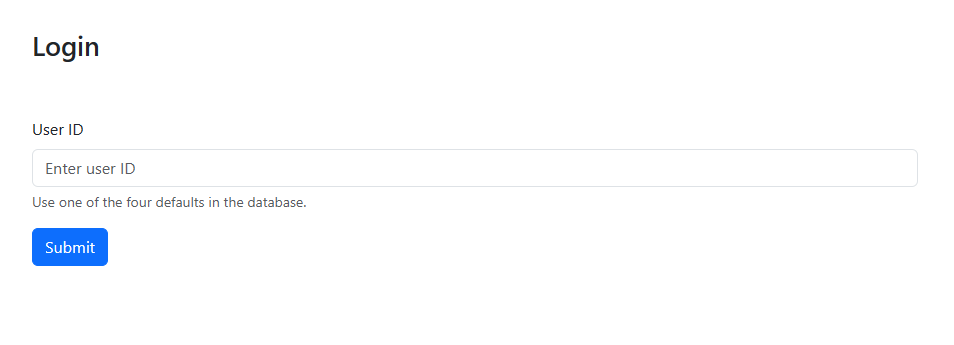 Login
User ID
Enter user ID
Use one of the four defaults in the database.
Submit